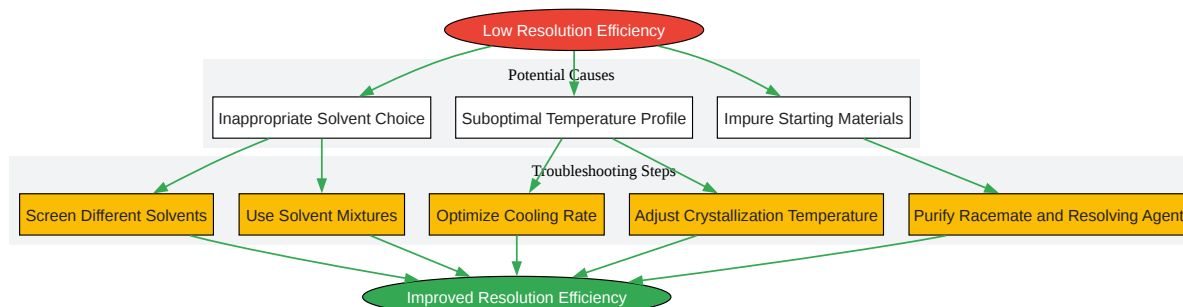 Low Resolution Efficiency
Potential Causes
Inappropriate Solvent Choice
Suboptimal Temperature Profile
Impure Starting Materials
Troubleshooting Steps
Screen Different Solvents
Use Solvent Mixtures
Optimize Cooling Rate
Adjust Crystallization Temperature
Purify Racemate and Resolving Agent
Improved Resolution Efficiency